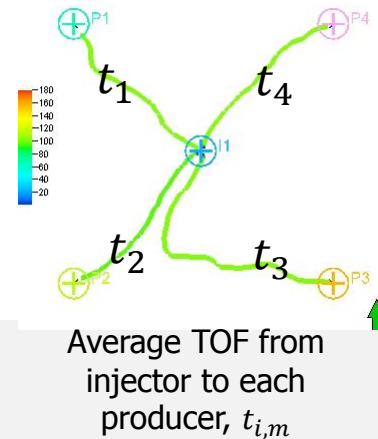 P1
P4
t₁
t₄
180
160
140
120
100
80
60
40
20
I1
t₂
t₃
P2
P3
Average TOF from
injector to each
producer, tᵢ,ₘ